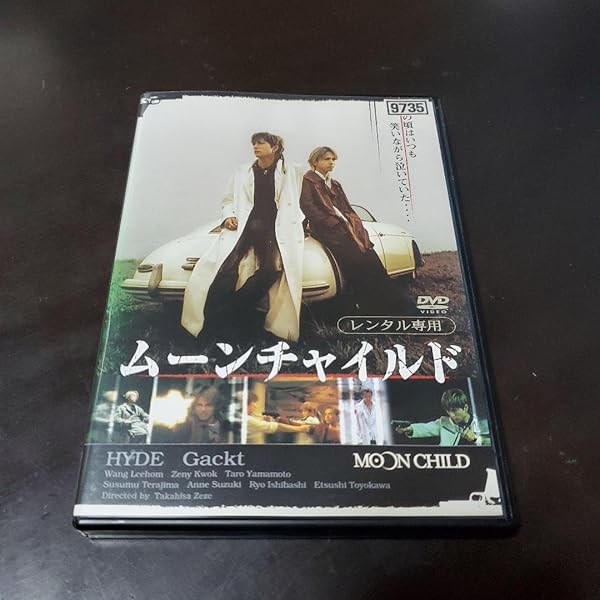 9735
の頃はいつも
笑いながら泣いていた....
DVD
VIDEO
レンタル専用
ムーンチャイルド
HYDE Gackt
MOON CHILD
Wang Leehom Zeny Kwok Taro Yamamoto
Susumu Terajima Anne Suzuki Ryo Ishibashi Etsushi Toyokawa
Directed by Takahisa Zeze